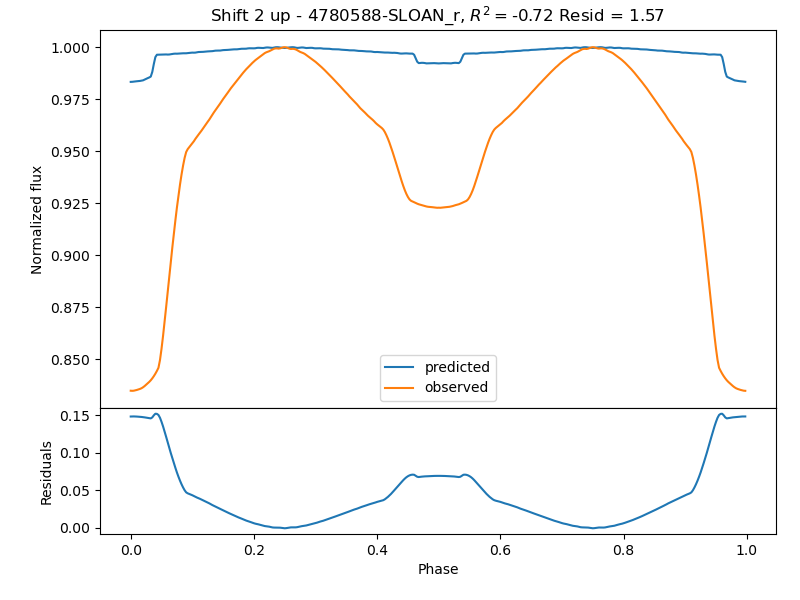 Shift 2 up - 4780588-SLOAN_r, R² = -0.72 Resid = 1.57
1.000
0.975
0.950
0.925
0.900
0.875
0.850
Normalized flux
predicted
observed
0.15
0.10
0.05
0.00
Residuals
0.0 0.2 0.4 0.6 0.8 1.0
Phase